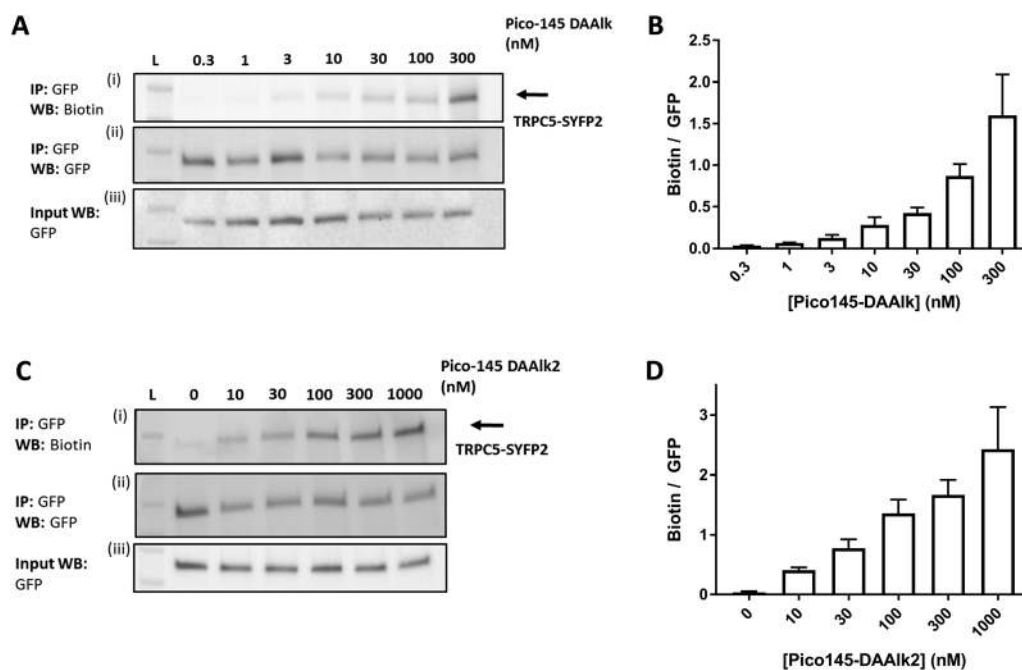 A
Pico-145 DAAlk
(nM)
L 0.3 1 3 10 30 100 300
(i)
IP: GFP
WB: Biotin
TRPC5-SYFP2
(ii)
IP: GFP
WB: GFP
(iii)
Input WB:
GFP
B
2.5
2.0
1.5
1.0
0.5
0.0
Biotin / GFP
0.3 1 3 10 30 100 300
[Pico145-DAAlk] (nM)
C
Pico-145 DAAlk2
(nM)
L 0 10 30 100 300 1000
(i)
IP: GFP
WB: Biotin
TRPC5-SYFP2
(ii)
IP: GFP
WB: GFP
(iii)
Input WB:
GFP
D
3
2
1
0
Biotin / GFP
0 10 30 100 300 1000
[Pico145-DAAlk2] (nM)